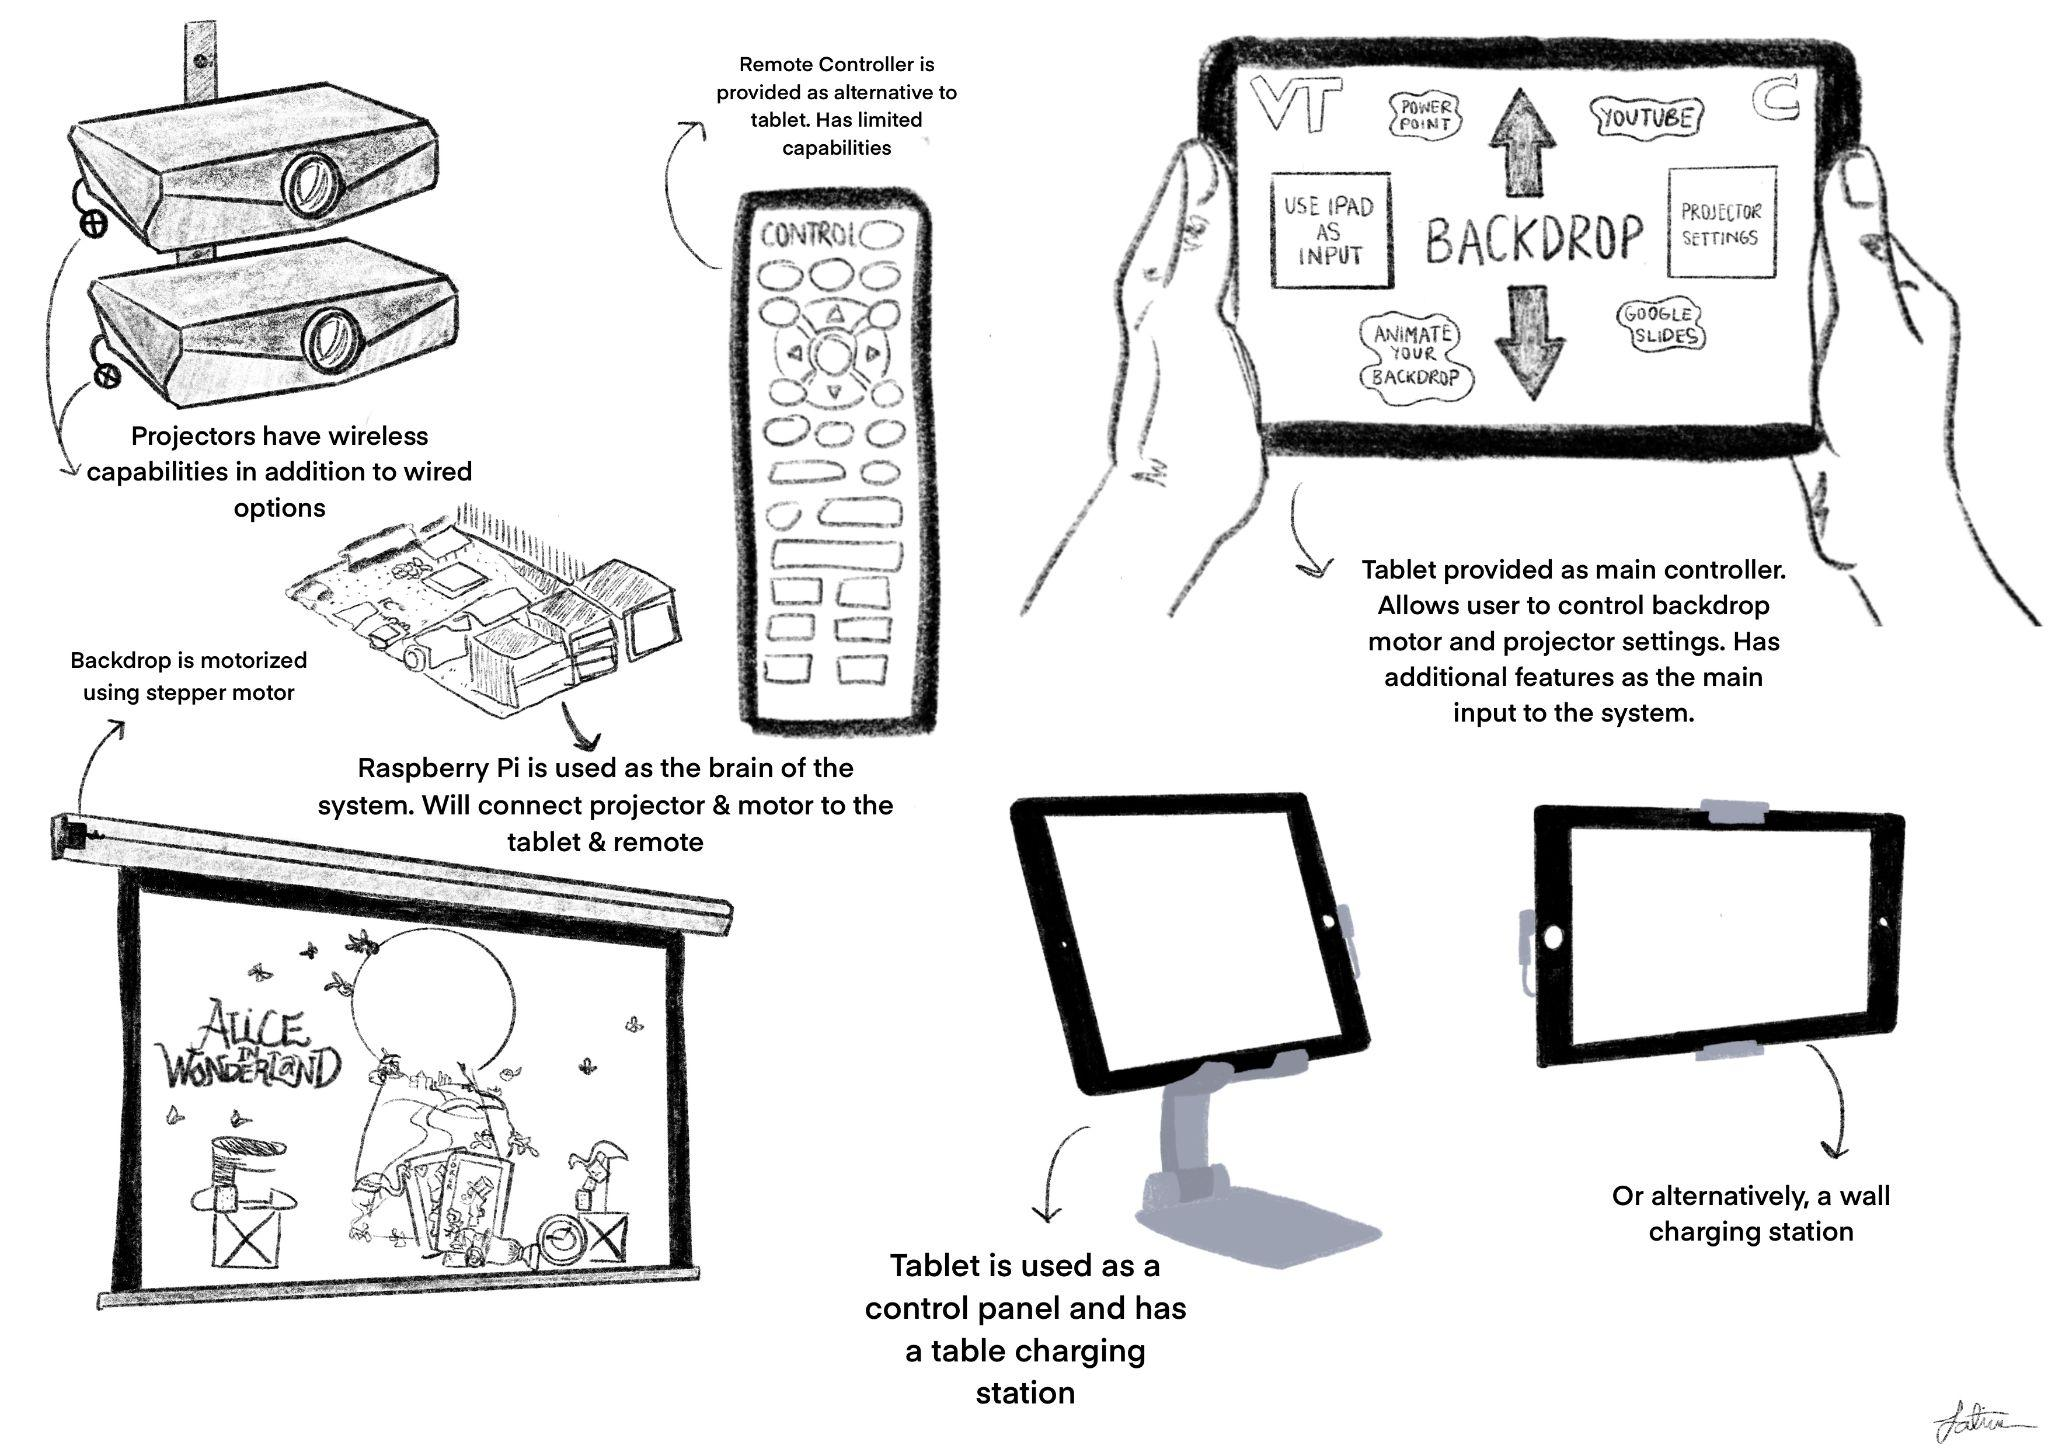 Remote Controller is
provided as alternative to
tablet. Has limited
capabilities
CONTROL
VT
POWER
POINT
YOUTUBE
C
USE IPAD
AS
INPUT
BACKDROP
PROJECTOR
SETTINGS
ANIMATE
YOUR
BACKDROP
GOOGLE
SLIDES
Projectors have wireless
capabilities in addition to wired
options
Tablet provided as main controller.
Allows user to control backdrop
motor and projector settings. Has
additional features as the main
input to the system.
Backdrop is motorized
using stepper motor
Raspberry Pi is used as the brain of the
system. Will connect projector & motor to the
tablet & remote
ALiCE
IN
WONDERLAND
Tablet is used as a
control panel and has
a table charging
station
Or alternatively, a wall
charging station